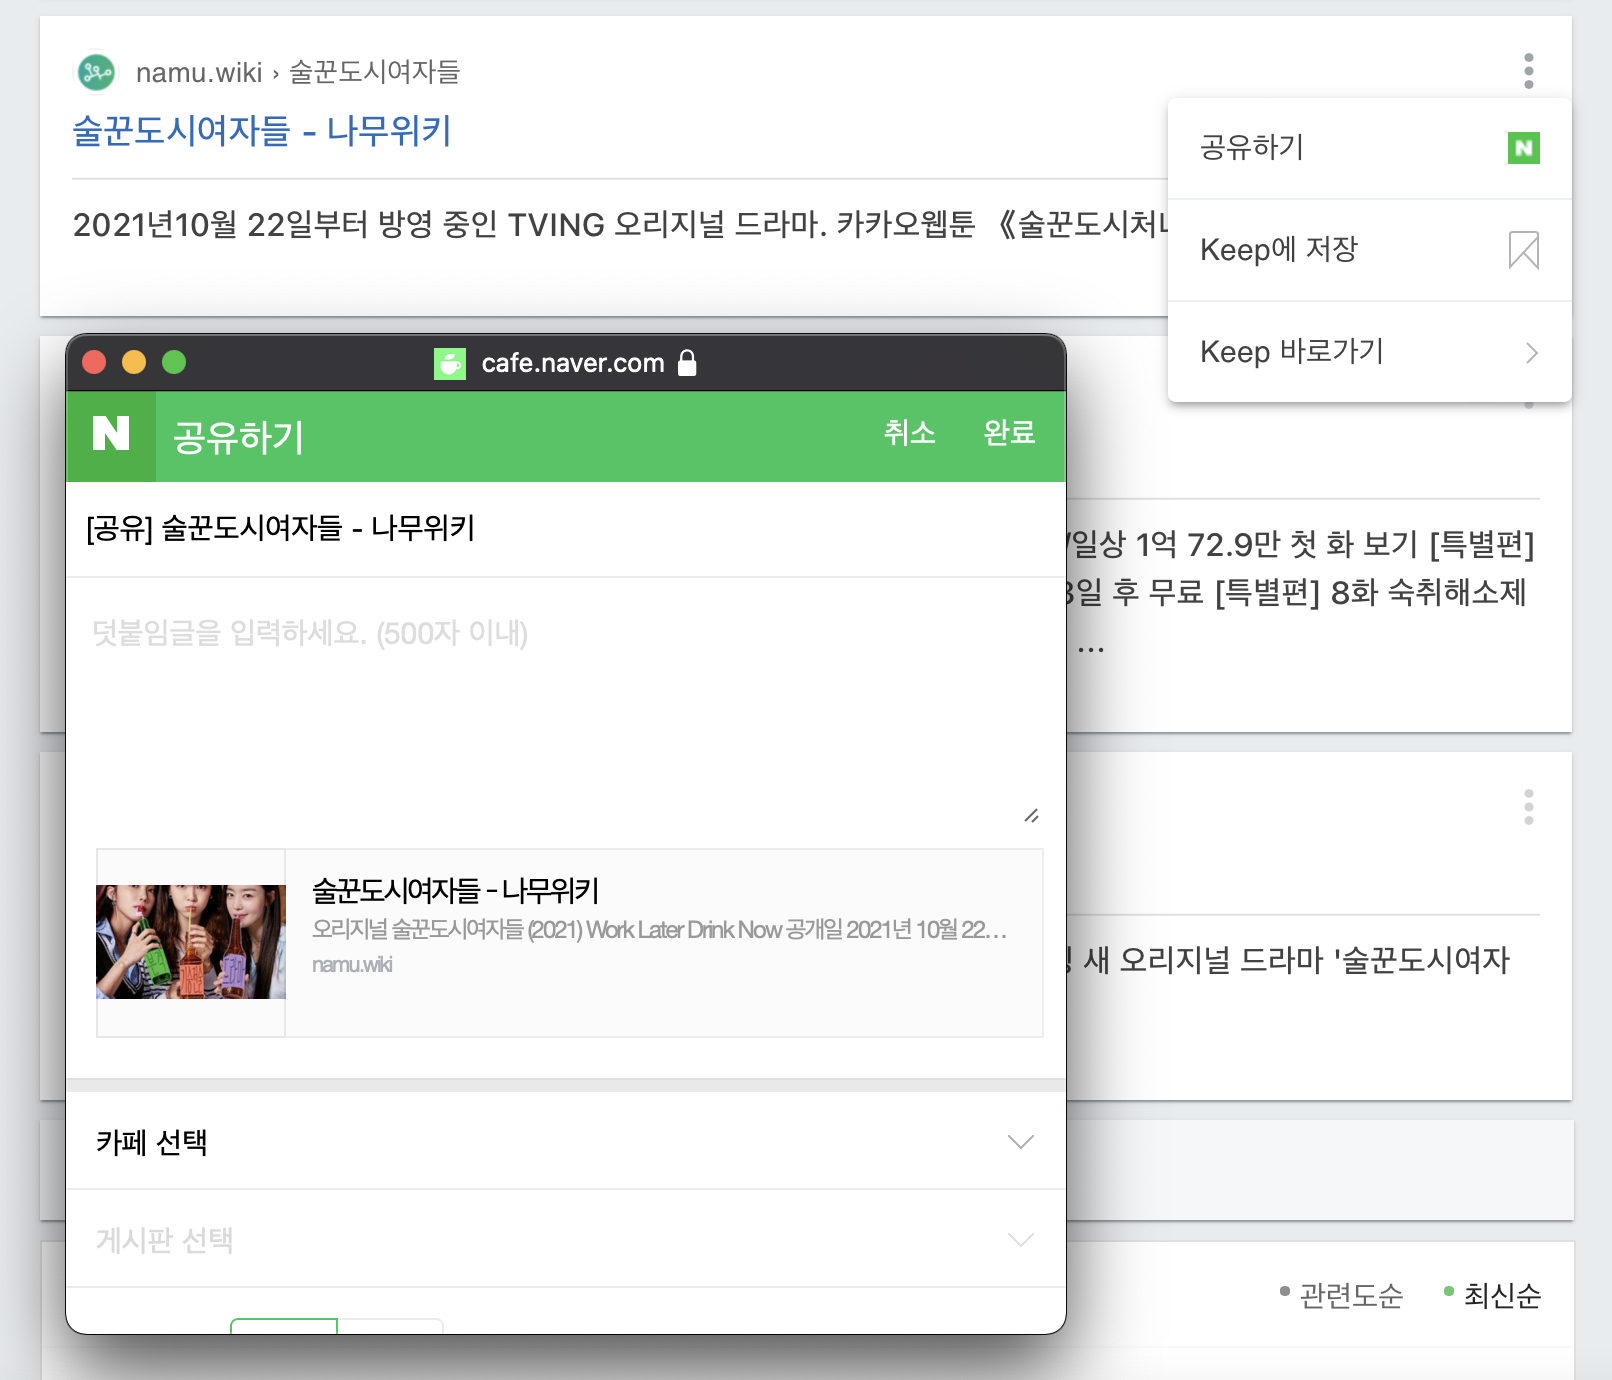 namu.wiki › 술꾼도시여자들
술꾼도시여자들 - 나무위키
2021년10월 22일부터 방영 중인 TVING 오리지널 드라마. 카카오웹툰 《술꾼도시처
공유하기
Keep에 저장
Keep 바로가기
cafe.naver.com
N 공유하기 취소 완료
[공유] 술꾼도시여자들 - 나무위키
덧붙임글을 입력하세요. (500자 이내)
술꾼도시여자들 - 나무위키
오리지널 술꾼도시여자들 (2021) Work Later Drink Now 공개일 2021년 10월 22...
namu.wiki
카페 선택
게시판 선택
/일상 1억 72.9만 첫 화 보기 [특별편]
3일 후 무료 [특별편] 8화 숙취해소제
...
새 오리지널 드라마 '술꾼도시여자
관련도순 최신순